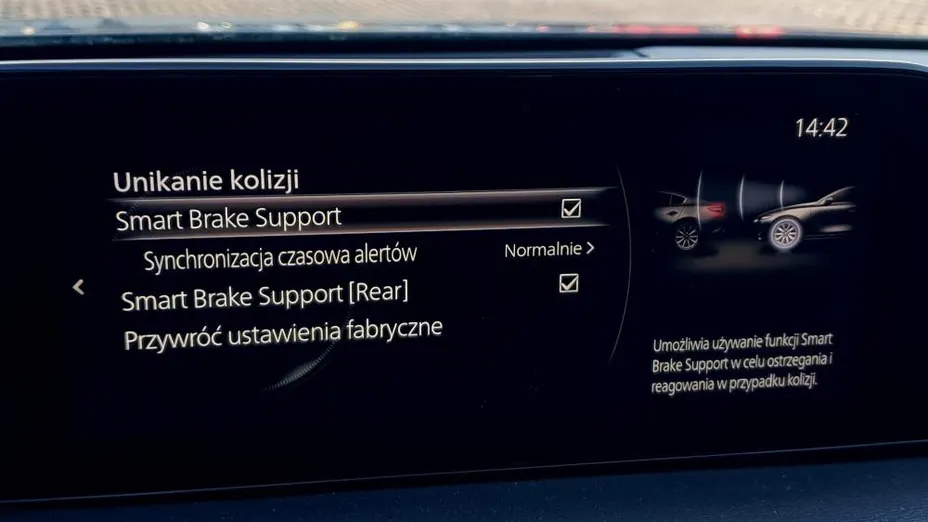 14:42
Unikanie kolizji
Smart Brake Support
Synchronizacja czasowa alertów Normalnie >
Smart Brake Support [Rear]
Przywróć ustawienia fabryczne
Umożliwia używanie funkcji Smart
Brake Support w celu ostrzegania i
reagowania w przypadku kolizji.